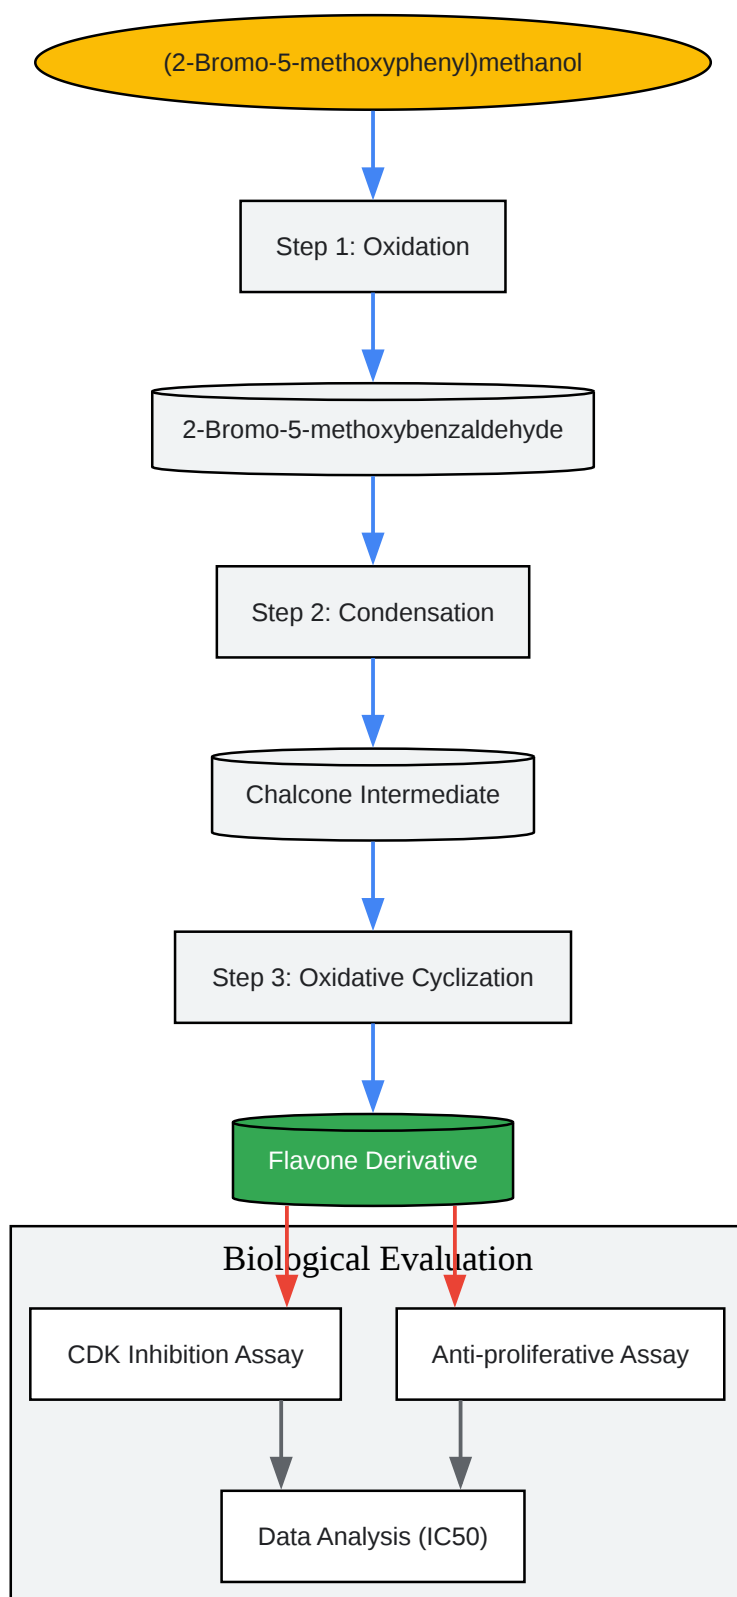 (2-Bromo-5-methoxyphenyl)methanol
Step 1: Oxidation
2-Bromo-5-methoxybenzaldehyde
Step 2: Condensation
Chalcone Intermediate
Step 3: Oxidative Cyclization
Flavone Derivative
Biological Evaluation
CDK Inhibition Assay
Anti-proliferative Assay
Data Analysis (IC50)